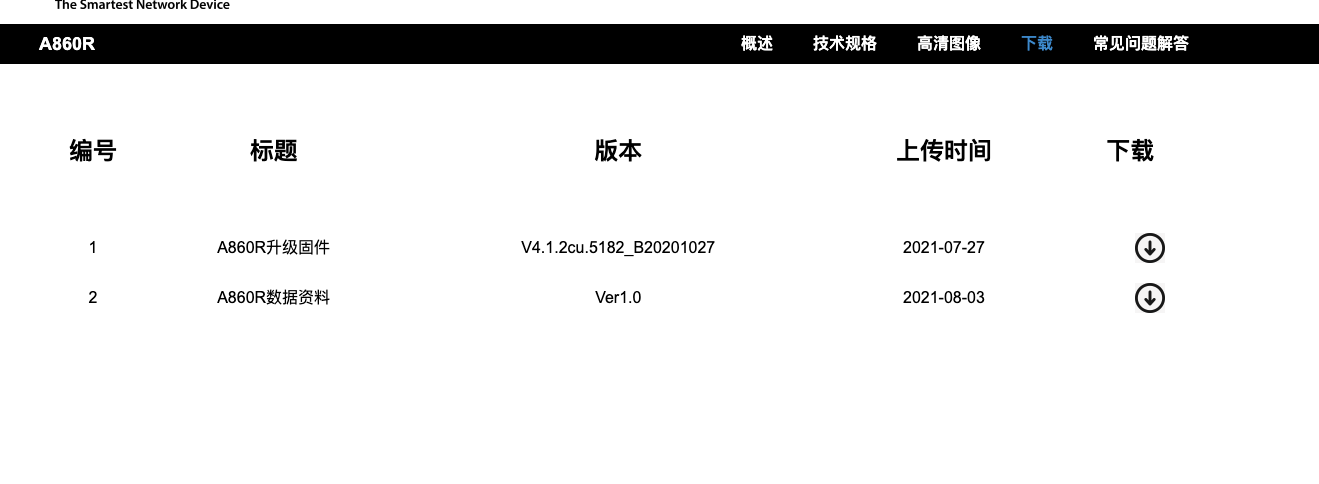 The Smartest Network Device
A860R 概述 技术规格 高清图像 下载 常见问题解答
编号 标题 版本 上传时间 下载
1 A860R升级固件 V4.1.2cu.5182_B20201027 2021-07-27
2 A860R数据资料 Ver1.0 2021-08-03